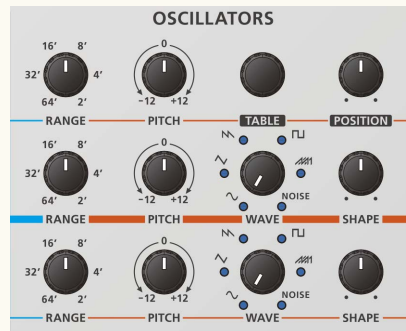 OSCILLATORS
16' 8' 0
32' 4'
64' 2' -12 +12
RANGE PITCH TABLE POSITION
16' 8' 0
32' 4'
64' 2' -12 +12 NOISE
RANGE PITCH WAVE SHAPE
16' 8' 0
32' 4'
64' 2' -12 +12 NOISE
RANGE PITCH WAVE SHAPE